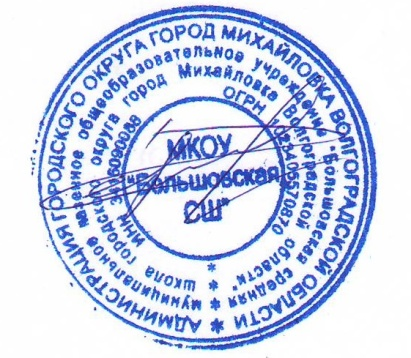 АДМИНИСТРАЦИЯ ГОРОДСКОГО ОКРУГА ГОРОД МИХАЙЛОВКА ВОЛГОГРАДСКОЙ ОБЛАСТИ
муниципальное казенное общеобразовательное учреждение "Большовская средняя
школа городского округа город Михайловка Волгоградской области"
ИНН
ОГРН
МКОУ
"Большовская
СШ"